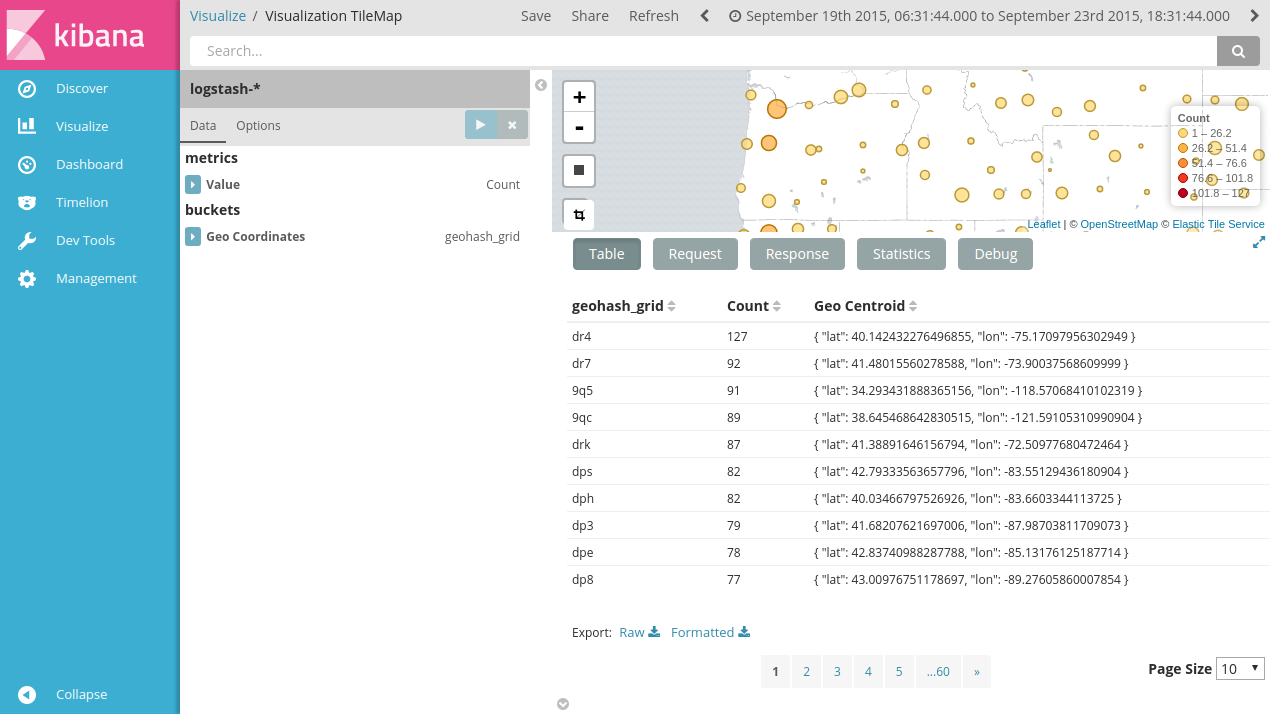 kibana
Discover
Visualize
Dashboard
Timelion
Dev Tools
Management
Collapse
Visualize / Visualization TileMap
Save Share Refresh September 19th 2015, 06:31:44.000 to September 23rd 2015, 18:31:44.000
Search...
logstash-*
Data Options
metrics
Value Count
buckets
Geo Coordinates geohash_grid
+
-
Count
1 – 26.2
26.2 – 51.4
51.4 – 76.6
76.6 – 101.8
101.8 – 127
Leaflet | © OpenStreetMap © Elastic Tile Service
Table Request Response Statistics Debug
geohash_grid Count Geo Centroid
dr4 127 { "lat": 40.142432276496855, "lon": -75.17097956302949 }
dr7 92 { "lat": 41.48015560278588, "lon": -73.90037568609999 }
9q5 91 { "lat": 34.293431888365156, "lon": -118.57068410102319 }
9qc 89 { "lat": 38.645468642830515, "lon": -121.59105310990904 }
drk 87 { "lat": 41.38891646156794, "lon": -72.50977680472464 }
dps 82 { "lat": 42.79333563657796, "lon": -83.55129436180904 }
dph 82 { "lat": 40.03466797526926, "lon": -83.6603344113725 }
dp3 79 { "lat": 41.68207621697006, "lon": -87.98703811709073 }
dpe 78 { "lat": 42.83740988287788, "lon": -85.13176125187714 }
dp8 77 { "lat": 43.00976751178697, "lon": -89.27605860007854 }
Export: Raw Formatted
1 2 3 4 5 ...60 »
Page Size 10